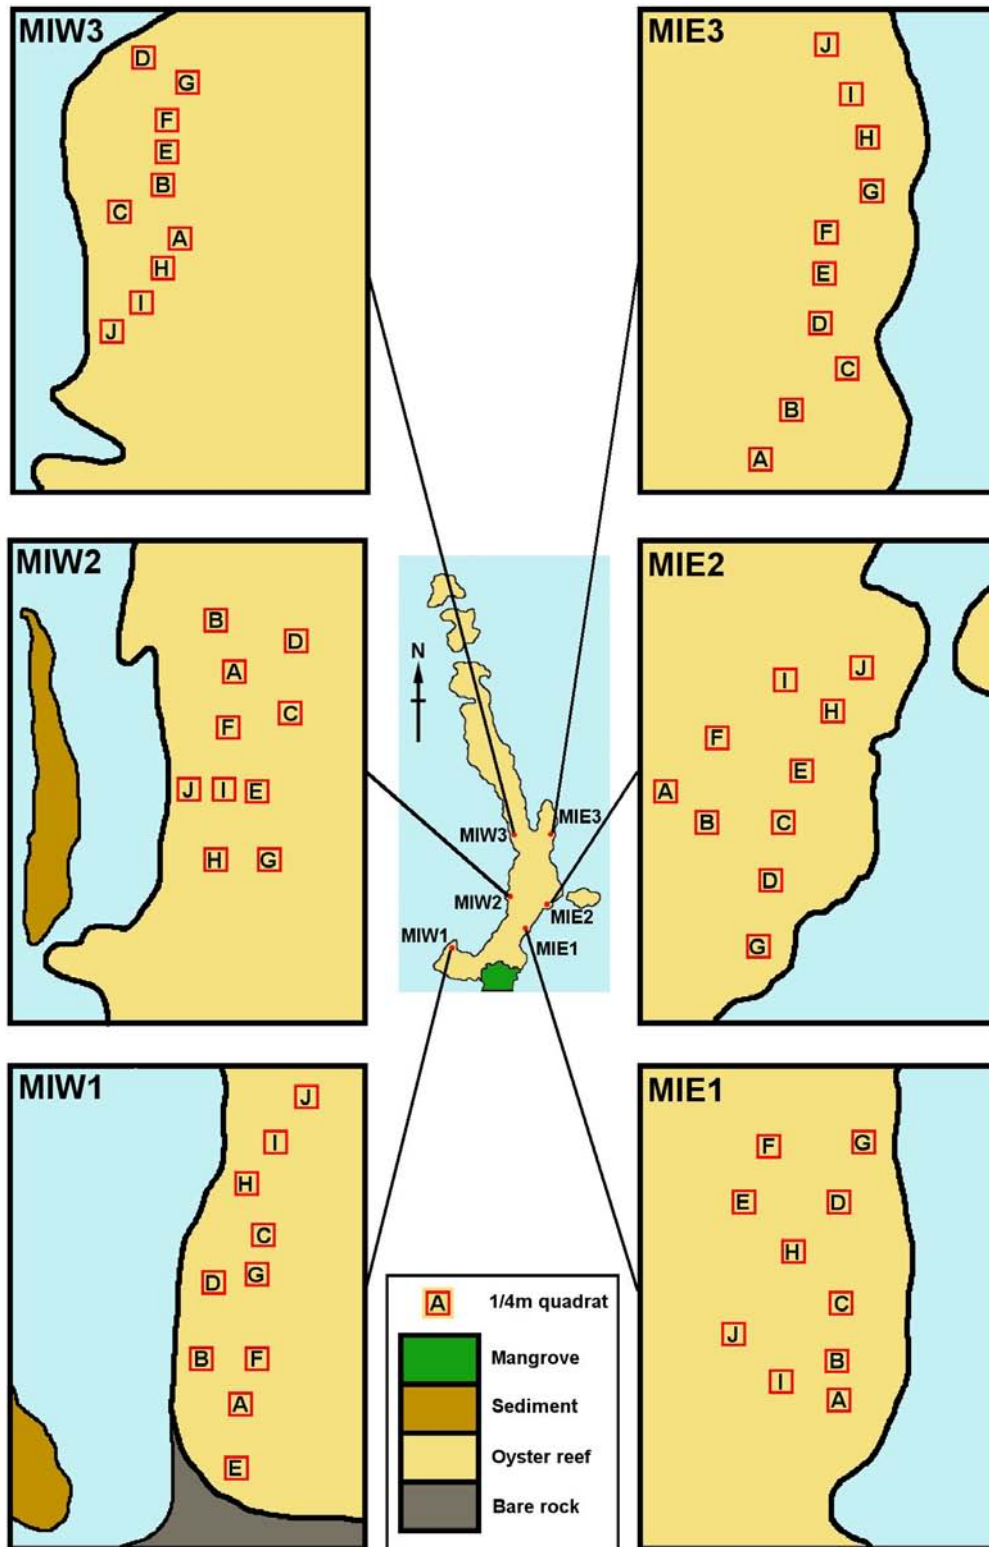 MIW3
D
G
F
E
B
C
A
H
I
J
MIE3
J
I
H
G
F
E
D
C
B
A
MIW2
B
D
A
C
F
J I E
H G
N
MIW3
MIE3
MIW2
MIE2
MIW1
MIE1
MIE2
J
I
H
F
E
A
B C
D
G
MIW1
J
I
H
C
G
D
B F
A
E
A 1/4m quadrat
Mangrove
Sediment
Oyster reef
Bare rock
MIE1
F G
E D
H
C
J
B
I
A